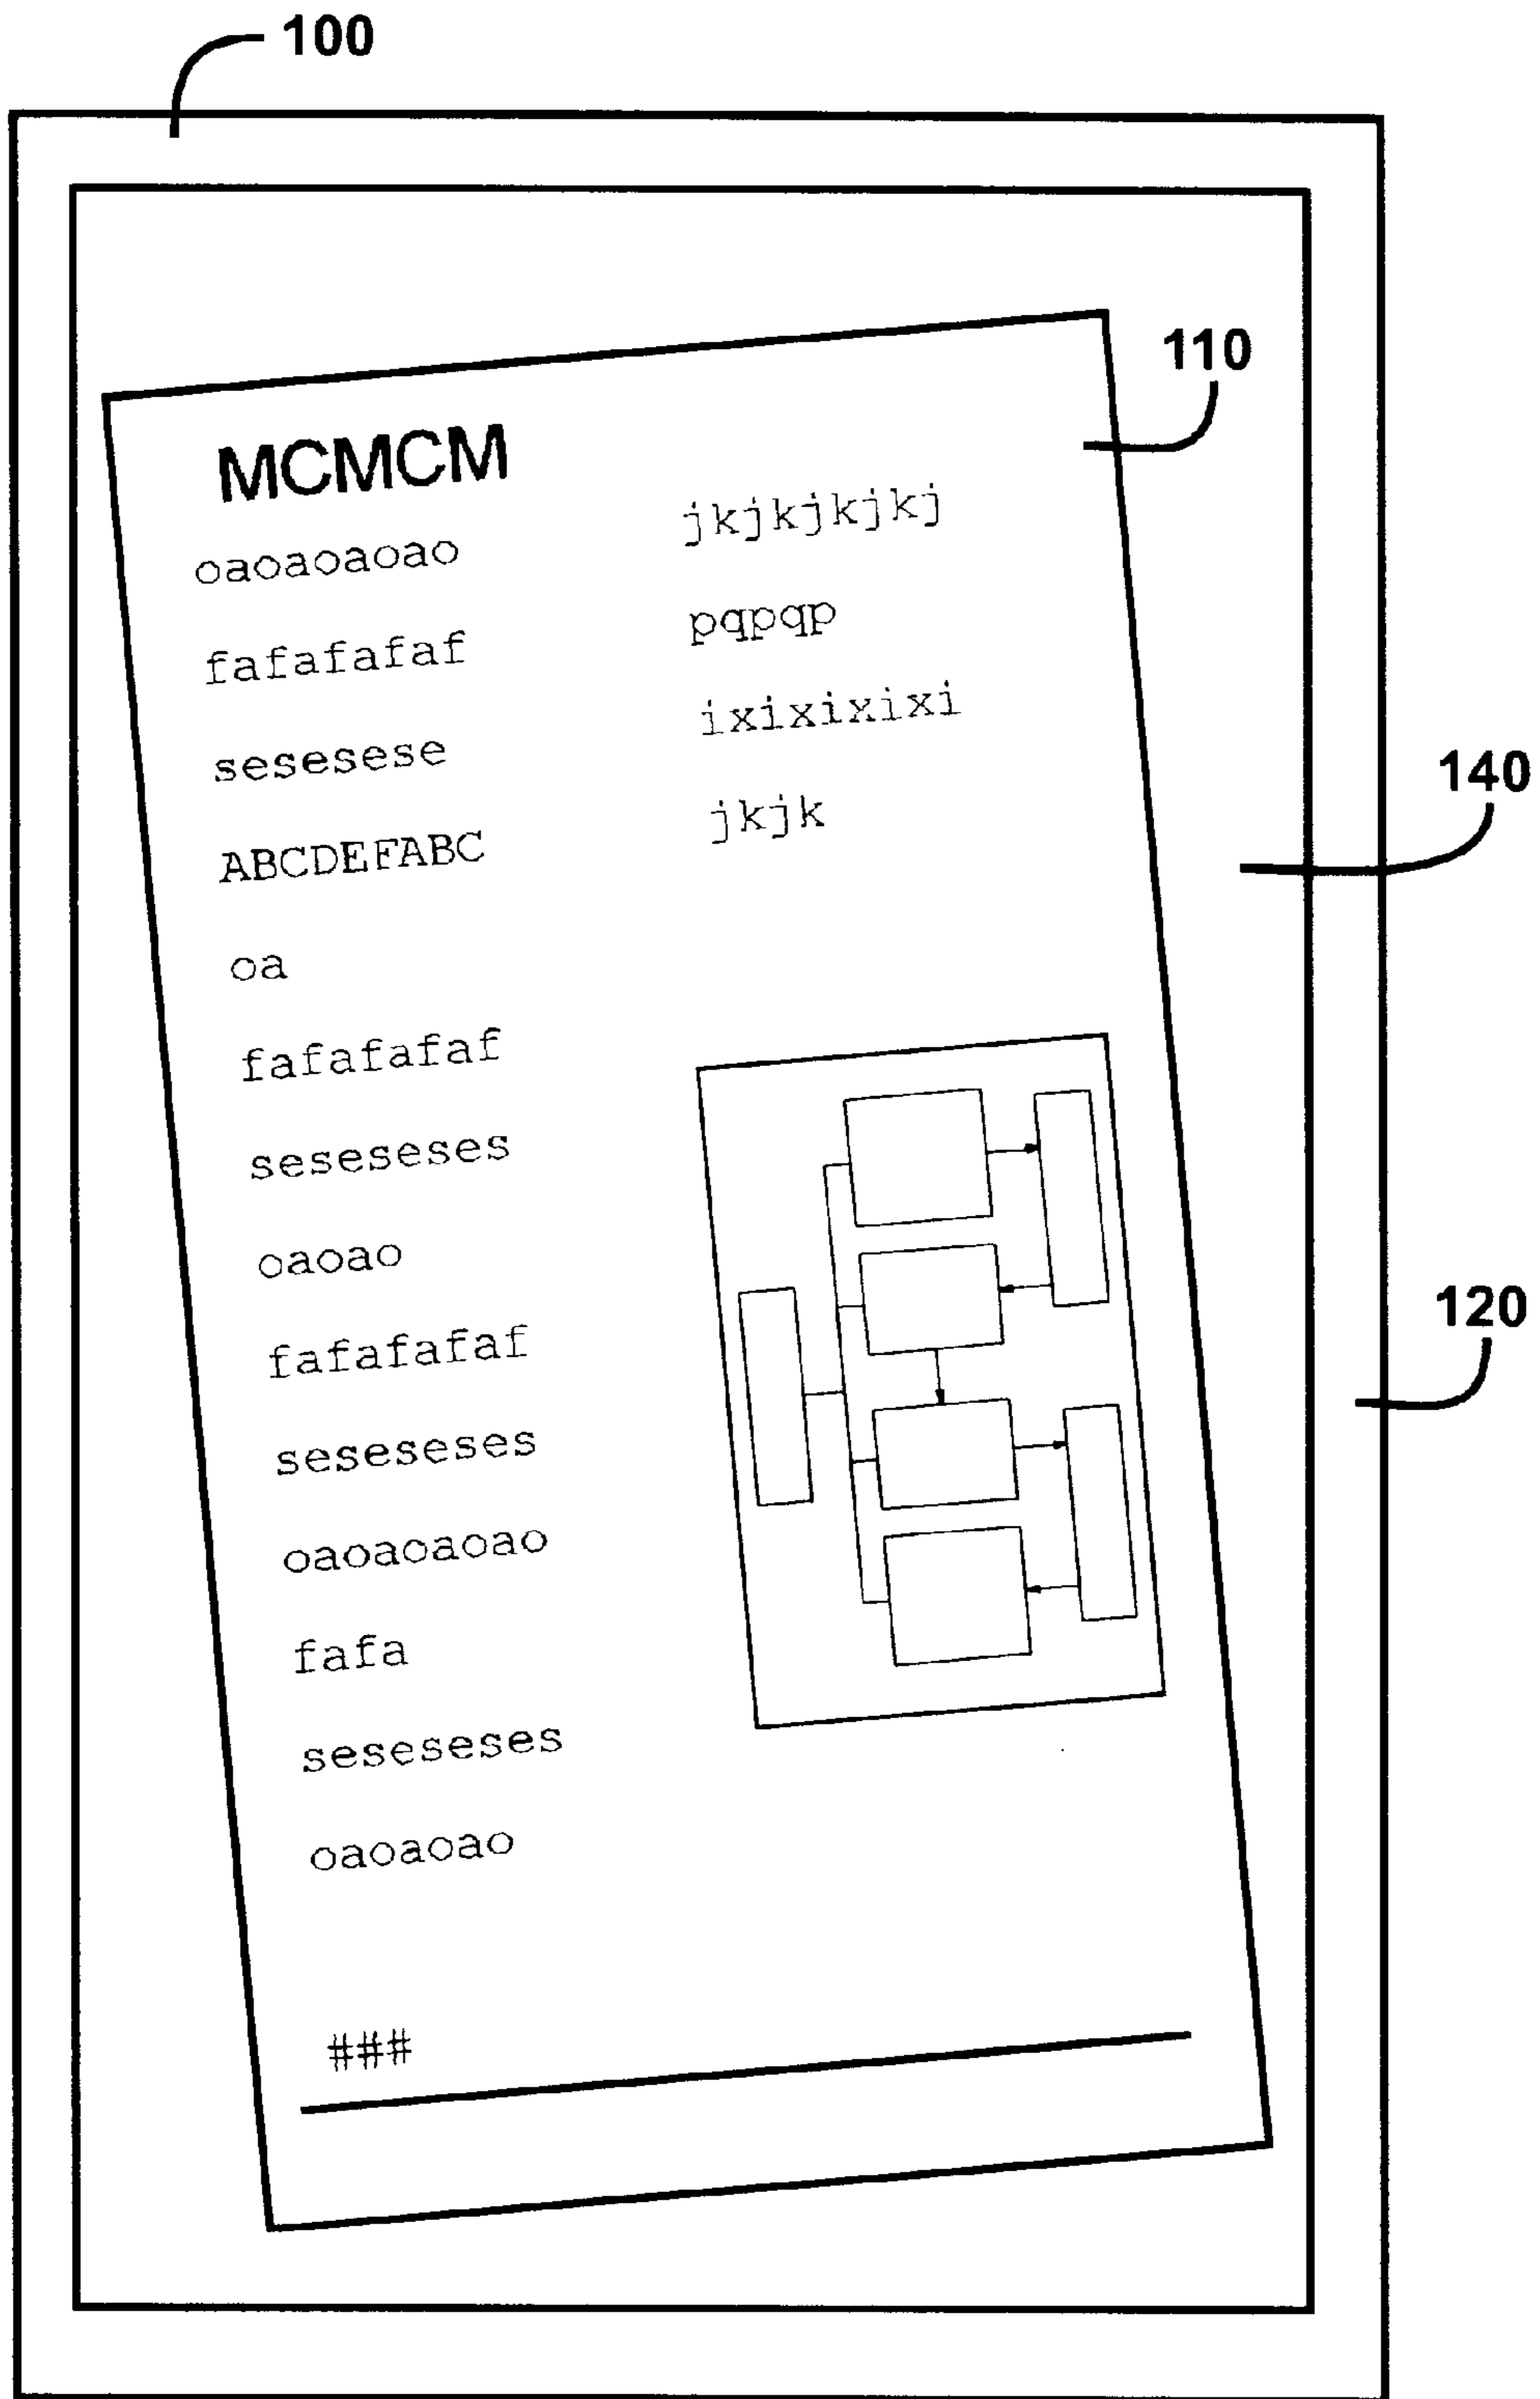 100
110
MCMCM
oaoaoaoao
fafafafaf
sesesese
ABCDEFABC
oa
fafafafaf
seseseses
oaoao
fafafafaf
seseseses
oaoaoaoao
fafa
seseseses
oaoaoao
jkjkjkjkj
pqpqp
ixixixixi
jkjk
140
120
###